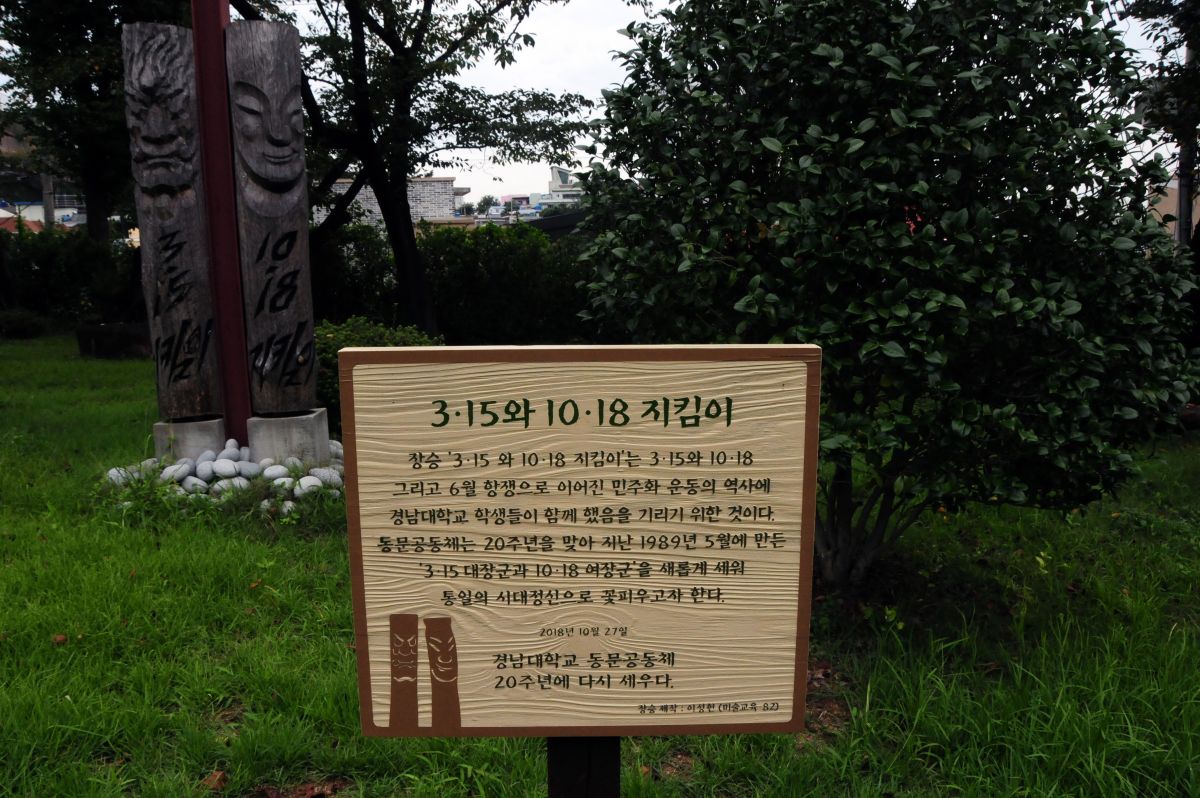 3·15 지킴이
10·18 지킴이
3·15와 10·18 지킴이
장승 '3·15 와 10·18 지킴이'는 3·15와 10·18
그리고 6월 항쟁으로 이어진 민주화 운동의 역사에
경남대학교 학생들이 함께 했음을 기리기 위한 것이다.
동문공동체는 20주년을 맞아 지난 1989년 5월에 만든
'3·15 대장군과 10·18 여장군'을 새롭게 세워
통일의 시대정신으로 꽃피우고자 한다.
2018년 10월 27일
경남대학교 동문공동체
20주년에 다시 세우다.
장승 제작 : 이성헌 (미술교육 82)